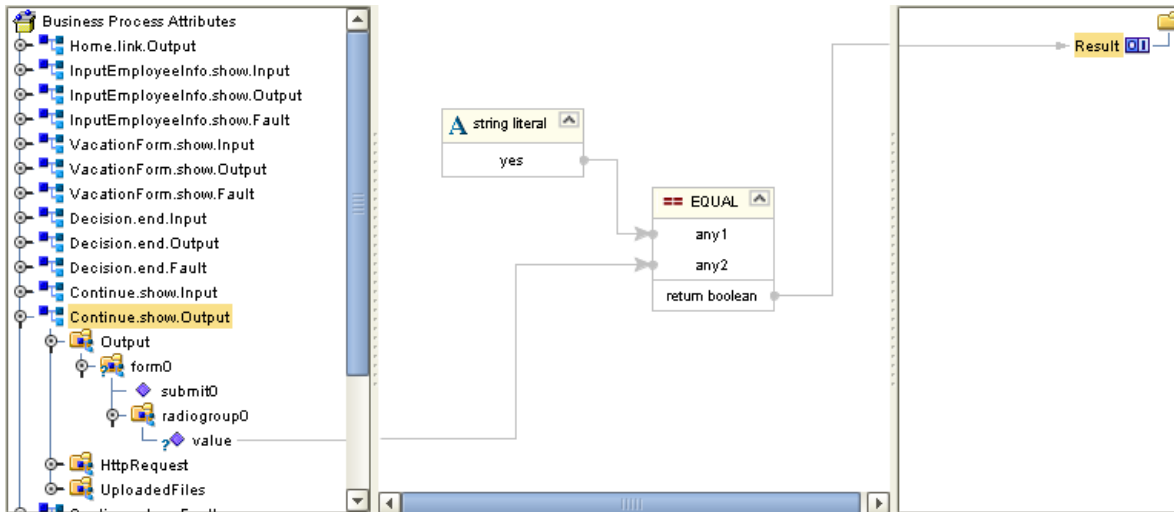 Business Process Attributes
Home.link.Output
InputEmployeeInfo.show.Input
InputEmployeeInfo.show.Output
InputEmployeeInfo.show.Fault
VacationForm.show.Input
VacationForm.show.Output
VacationForm.show.Fault
Decision.end.Input
Decision.end.Output
Decision.end.Fault
Continue.show.Input
Continue.show.Output
Output
form0
submit0
radiogroup0
value
HttpRequest
UploadedFiles
A string literal
yes
== EQUAL
any1
any2
return boolean
Result